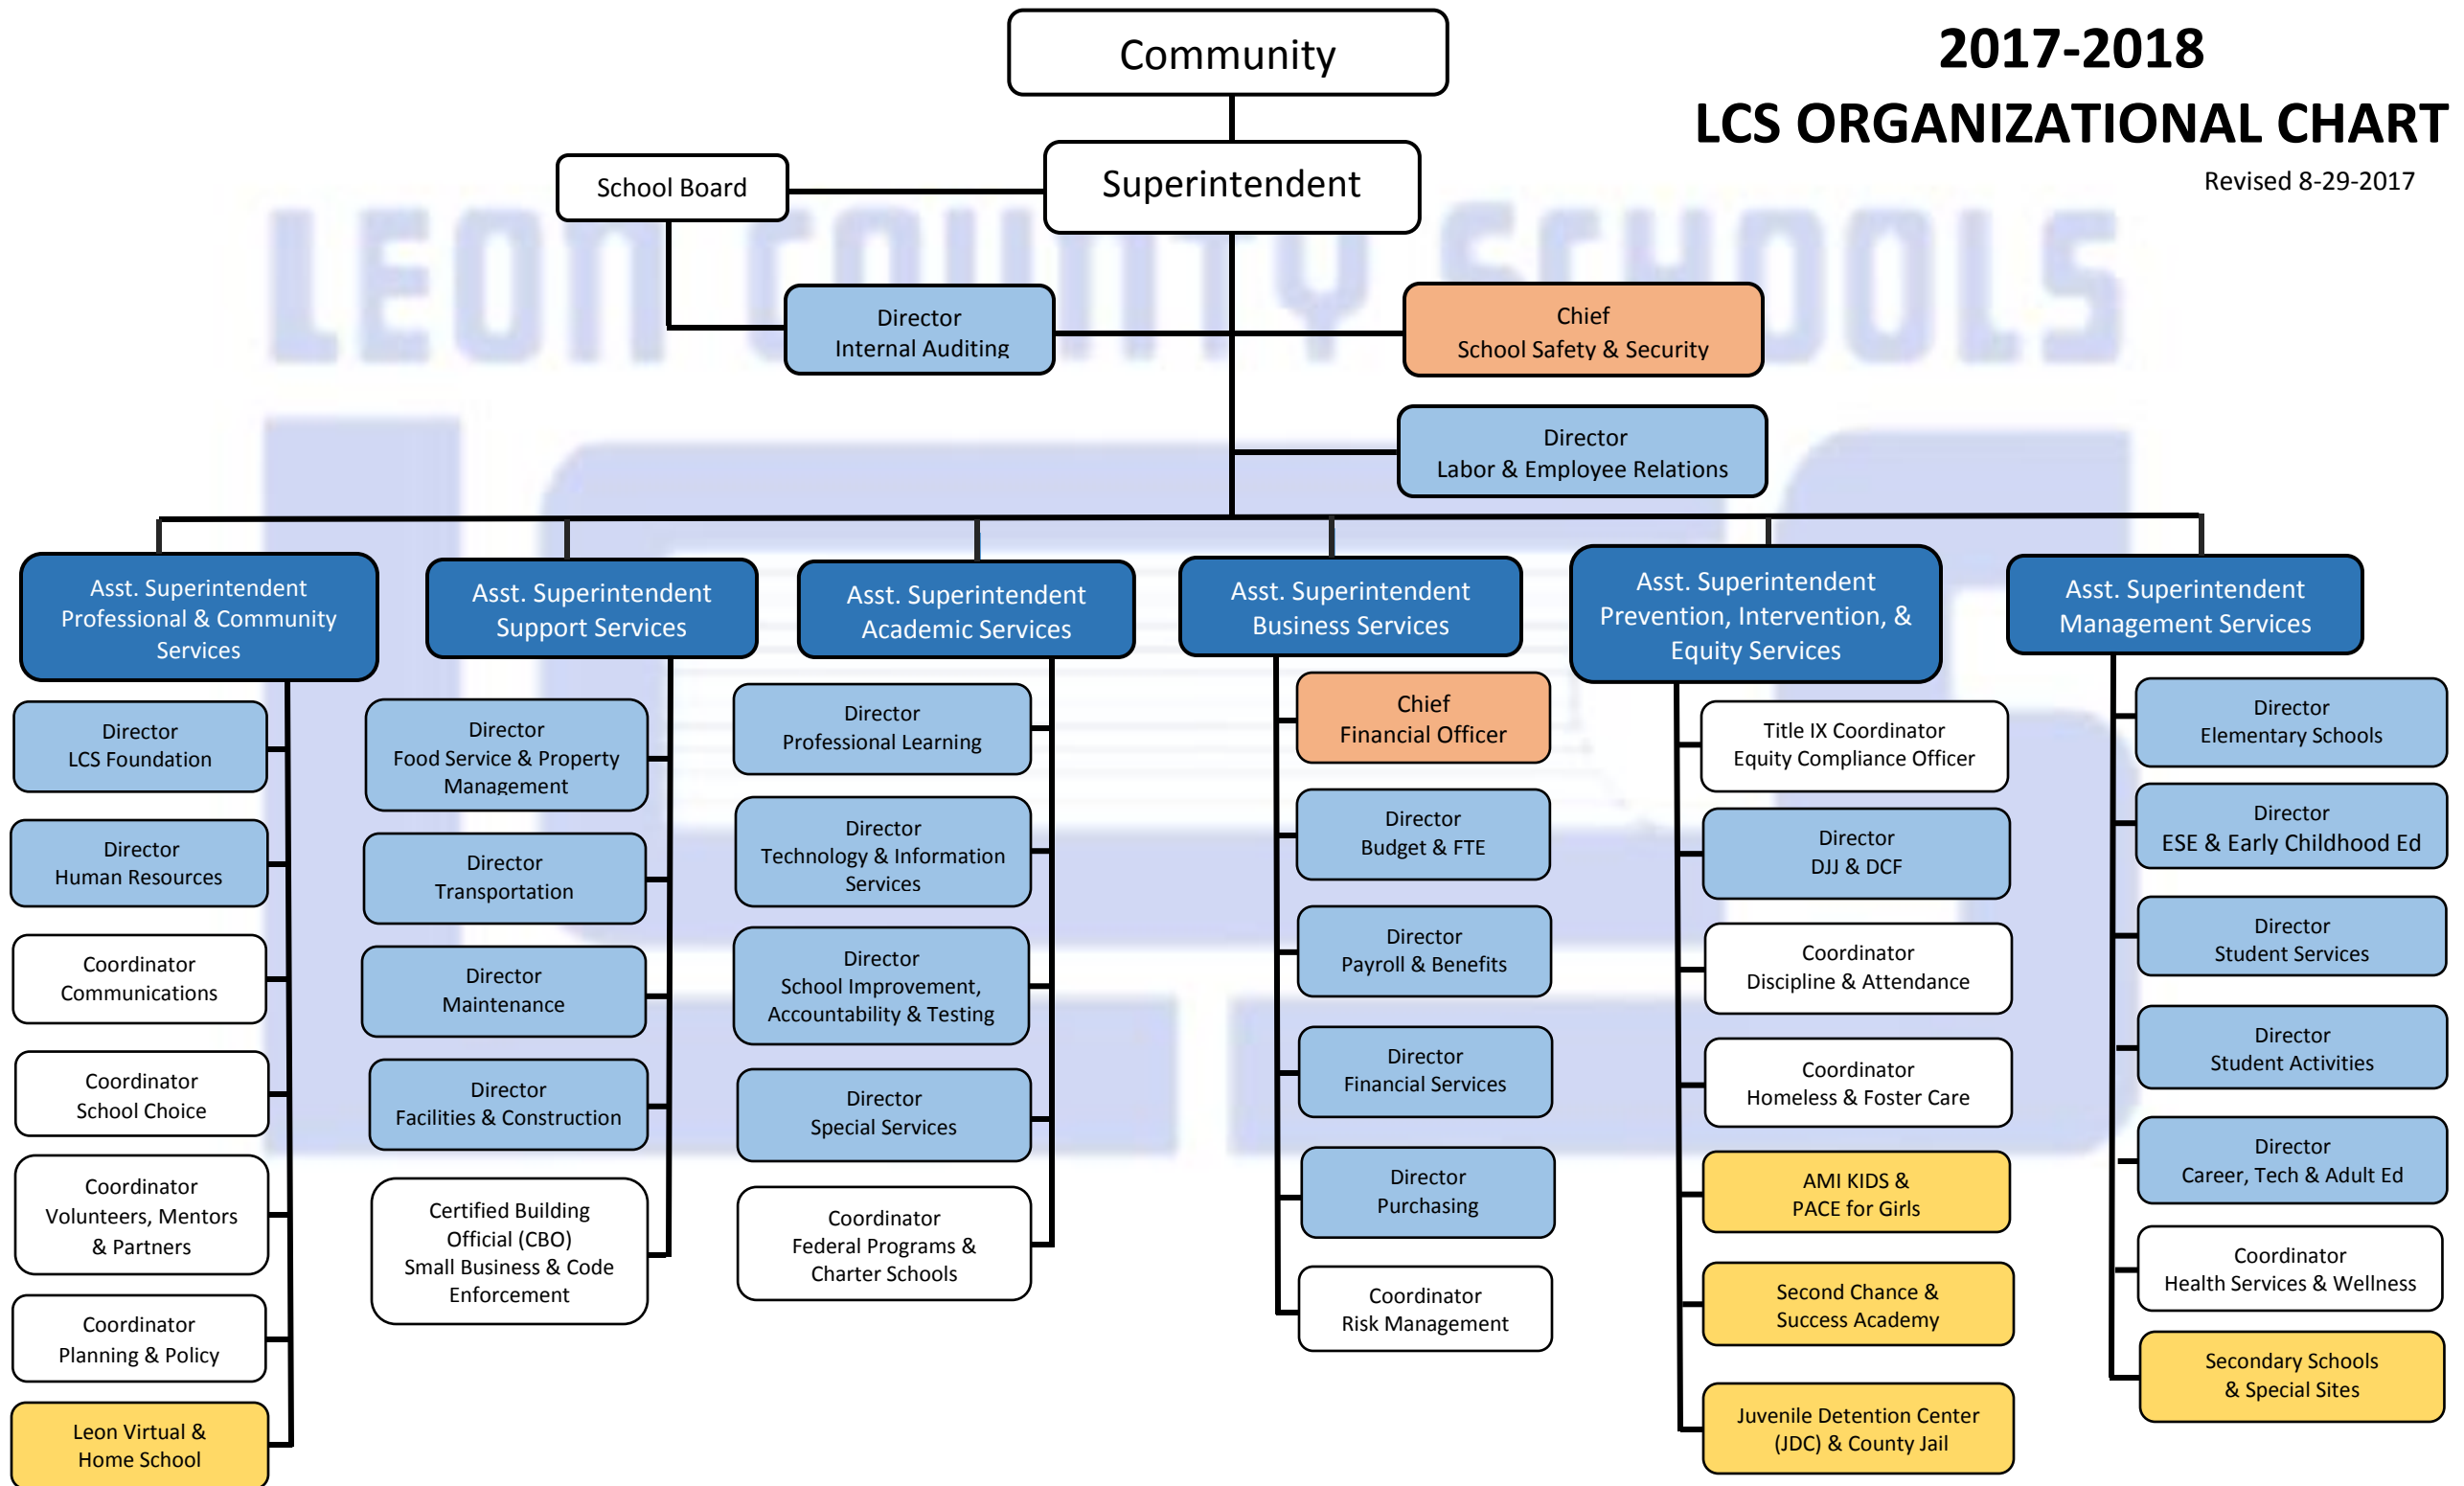 Community
2017-2018
LCS ORGANIZATIONAL CHART
Revised 8-29-2017
School Board
Superintendent
LEON COUNTY SCHOOLS
Director
Internal Auditing
Chief
School Safety & Security
Director
Labor & Employee Relations
Asst. Superintendent
Professional & Community
Services
Director
LCS Foundation
Director
Human Resources
Coordinator
Communications
Coordinator
School Choice
Coordinator
Volunteers, Mentors
& Partners
Coordinator
Planning & Policy
Leon Virtual &
Home School
Asst. Superintendent
Support Services
Director
Food Service & Property
Management
Director
Transportation
Director
Maintenance
Director
Facilities & Construction
Certified Building
Official (CBO)
Small Business & Code
Enforcement
Asst. Superintendent
Academic Services
Director
Professional Learning
Director
Technology & Information
Services
Director
School Improvement,
Accountability & Testing
Director
Special Services
Coordinator
Federal Programs &
Charter Schools
Asst. Superintendent
Business Services
Chief
Financial Officer
Director
Budget & FTE
Director
Payroll & Benefits
Director
Financial Services
Director
Purchasing
Coordinator
Risk Management
Asst. Superintendent
Prevention, Intervention, &
Equity Services
Title IX Coordinator
Equity Compliance Officer
Director
DJJ & DCF
Coordinator
Discipline & Attendance
Coordinator
Homeless & Foster Care
AMI KIDS &
PACE for Girls
Second Chance &
Success Academy
Juvenile Detention Center
(JDC) & County Jail
Asst. Superintendent
Management Services
Director
Elementary Schools
Director
ESE & Early Childhood Ed
Director
Student Services
Director
Student Activities
Director
Career, Tech & Adult Ed
Coordinator
Health Services & Wellness
Secondary Schools
& Special Sites
LCS